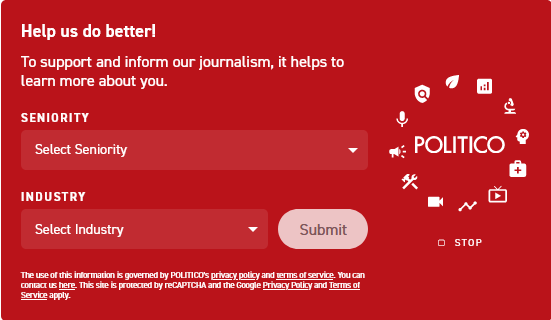 Help us do better!
To support and inform our journalism, it helps to
learn more about you.
SENIORITY
Select Seniority
INDUSTRY
Select Industry
Submit
The use of this information is governed by POLITICO's privacy policy and terms of service. You can
contact us here. This site is protected by reCAPTCHA and the Google Privacy Policy and Terms of
Service apply.
POLITICO
STOP